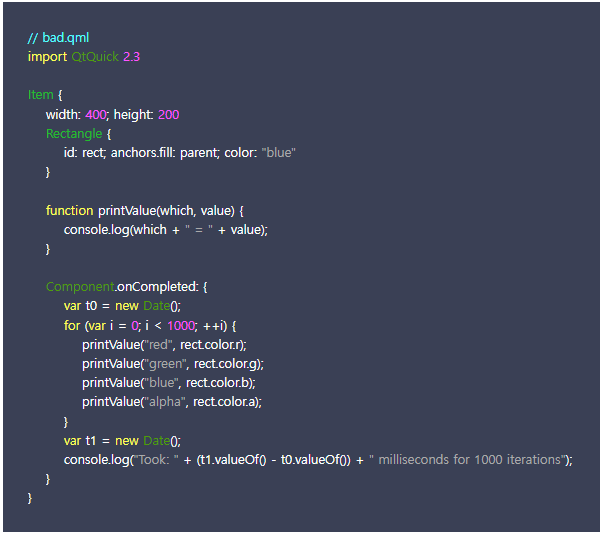 // bad.qml
import QtQuick 2.3
Item {
width: 400; height: 200
Rectangle {
id: rect; anchors.fill: parent; color: "blue"
}
function printValue(which, value) {
console.log(which + " = " + value);
}
Component.onCompleted: {
var t0 = new Date();
for (var i = 0; i < 1000; ++i) {
printValue("red", rect.color.r);
printValue("green", rect.color.g);
printValue("blue", rect.color.b);
printValue("alpha", rect.color.a);
}
var t1 = new Date();
console.log("Took: " + (t1.valueOf() - t0.valueOf()) + " milliseconds for 1000 iterations");
}
}